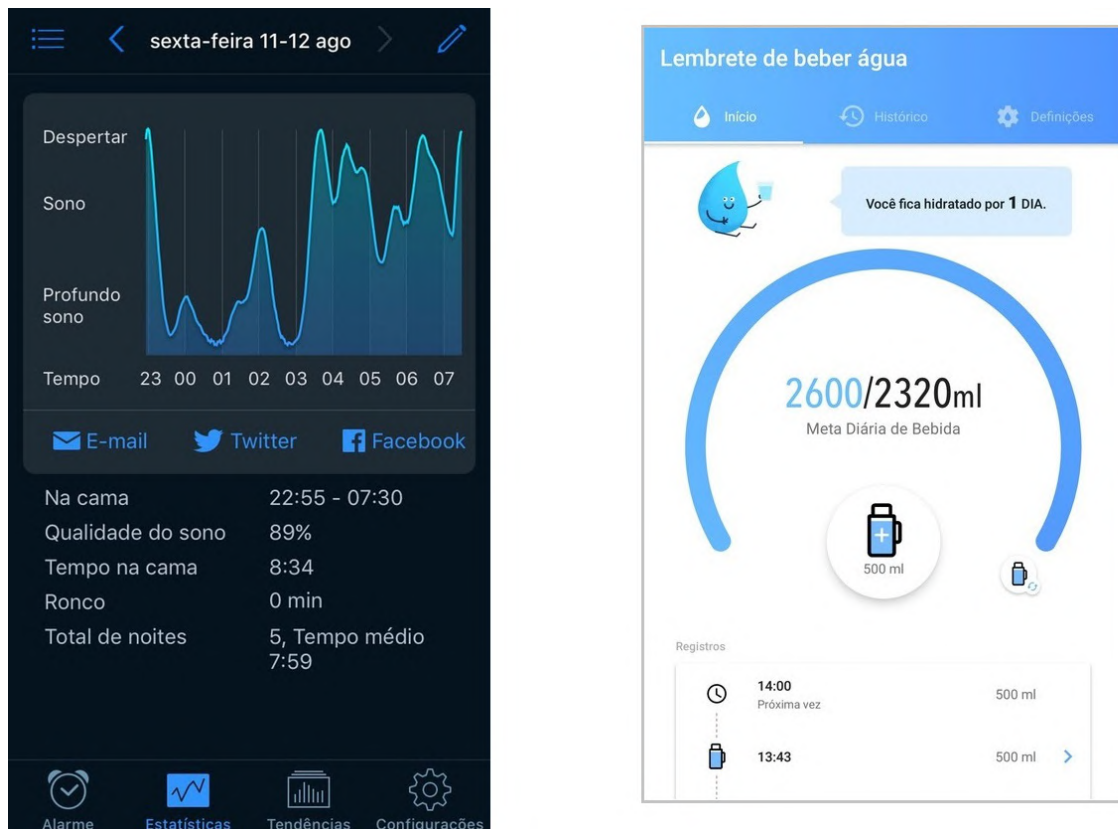 sexta-feira 11-12 ago
Despertar
Sono
Profundo
sono
Tempo 23 00 01 02 03 04 05 06 07
E-mail Twitter Facebook
Na cama 22:55 - 07:30
Qualidade do sono 89%
Tempo na cama 8:34
Ronco 0 min
Total de noites 5, Tempo médio
7:59
Alarme Estatísticas Tendências Configurações
Lembrete de beber água
Início Histórico Definições
Você fica hidratado por 1 DIA.
2600/2320ml
Meta Diária de Bebida
500 ml
Registros
14:00 500 ml
Próxima vez
13:43 500 ml